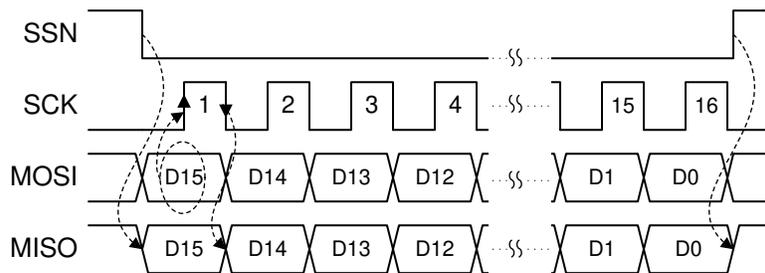 SSN
SCK 1 2 3 4 15 16
MOSI D15 D14 D13 D12 D1 D0
MISO D15 D14 D13 D12 D1 D0